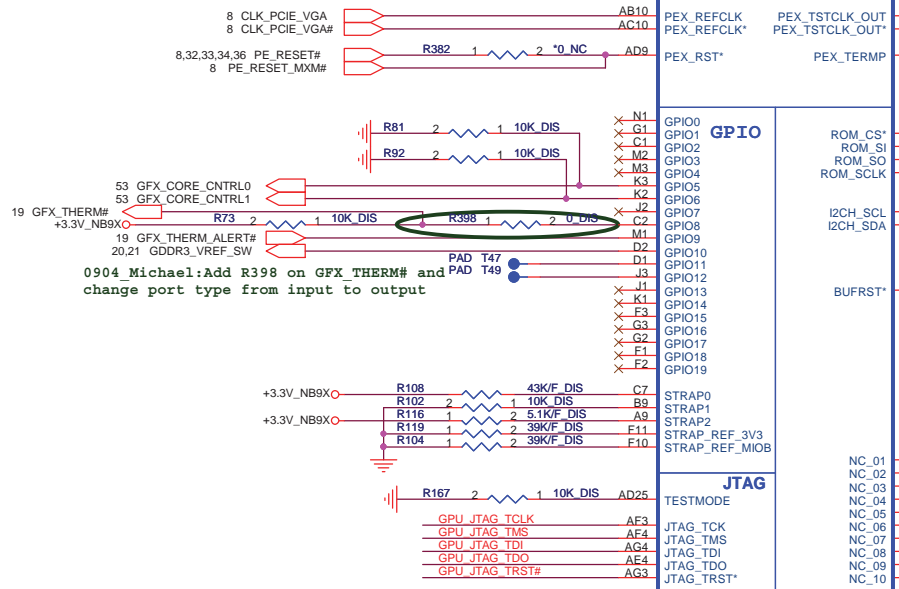 8 CLK_PCIE_VGA AB10 PEX_REFCLK PEX_TSTCLK_OUT
8 CLK_PCIE_VGA# AC10 PEX_REFCLK* PEX_TSTCLK_OUT*
8,32,33,34,36 PE_RESET# R382 1 2 *0_NC AD9 PEX_RST* PEX_TERMP
8 PE_RESET_MXM#
N1 GPIO0
R81 2 1 10K_DIS G1 GPIO1 GPIO ROM_CS*
C1 GPIO2 ROM_SI
R92 2 1 10K_DIS M2 GPIO3 ROM_SO
M3 GPIO4 ROM_SCLK
53 GFX_CORE_CNTRL0 K3 GPIO5
53 GFX_CORE_CNTRL1 K2 GPIO6
19 GFX_THERM# J2 GPIO7 I2CH_SCL
+3.3V_NB9X R73 2 1 10K_DIS R398 1 2 0_DIS C2 GPIO8 I2CH_SDA
19 GFX_THERM_ALERT# M1 GPIO9
20,21 GDDR3_VREF_SW D2 GPIO10
PAD T47 D1 GPIO11
0904_Michael:Add R398 on GFX_THERM# and PAD T49 J3 GPIO12
change port type from input to output J1 GPIO13 BUFRST*
K1 GPIO14
F3 GPIO15
G3 GPIO16
G2 GPIO17
F1 GPIO18
F2 GPIO19
+3.3V_NB9X R108 43K/F_DIS C7 STRAP0
R102 2 1 10K_DIS B9 STRAP1
+3.3V_NB9X R116 1 2 5.1K/F_DIS A9 STRAP2
R119 1 2 39K/F_DIS F11 STRAP_REF_3V3
R104 1 2 39K/F_DIS F10 STRAP_REF_MIOB
NC_01
NC_02
JTAG NC_03
R167 2 1 10K_DIS AD25 TESTMODE NC_04
NC_05
GPU_JTAG_TCLK AF3 JTAG_TCK NC_06
GPU_JTAG_TMS AF4 JTAG_TMS NC_07
GPU_JTAG_TDI AG4 JTAG_TDI NC_08
GPU_JTAG_TDO AE4 JTAG_TDO NC_09
GPU_JTAG_TRST# AG3 JTAG_TRST* NC_10